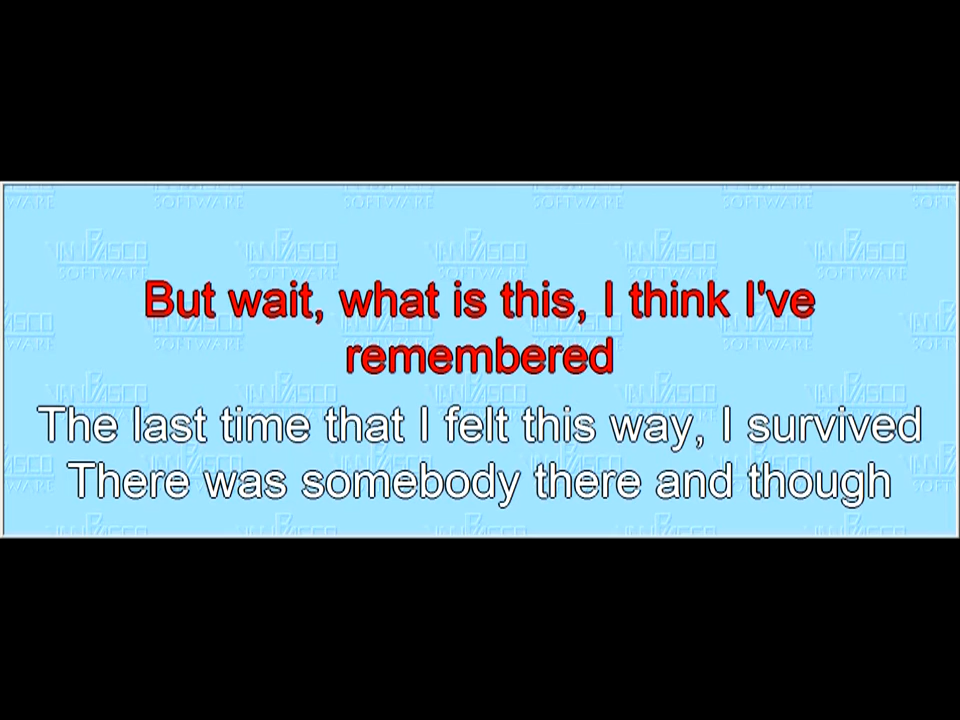 But wait, what is this, I think I've
remembered
The last time that I felt this way, I survived
There was somebody there and though